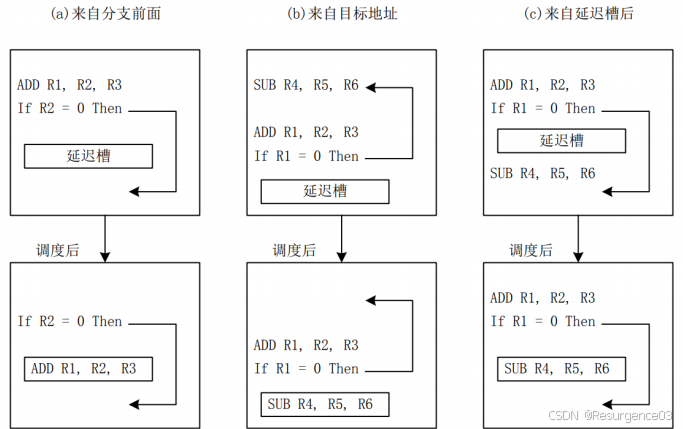 (a)来自分支前面
(b)来自目标地址
(c)来自延迟槽后
ADD R1, R2, R3
If R2 = 0 Then
延迟槽
SUB R4, R5, R6
ADD R1, R2, R3
If R1 = 0 Then
延迟槽
ADD R1, R2, R3
If R1 = 0 Then
延迟槽
SUB R4, R5, R6
调度后
调度后
调度后
If R2 = 0 Then
ADD R1, R2, R3
ADD R1, R2, R3
If R1 = 0 Then
SUB R4, R5, R6
ADD R1, R2, R3
If R1 = 0 Then
SUB R4, R5, R6
CSDN @Resurgence03